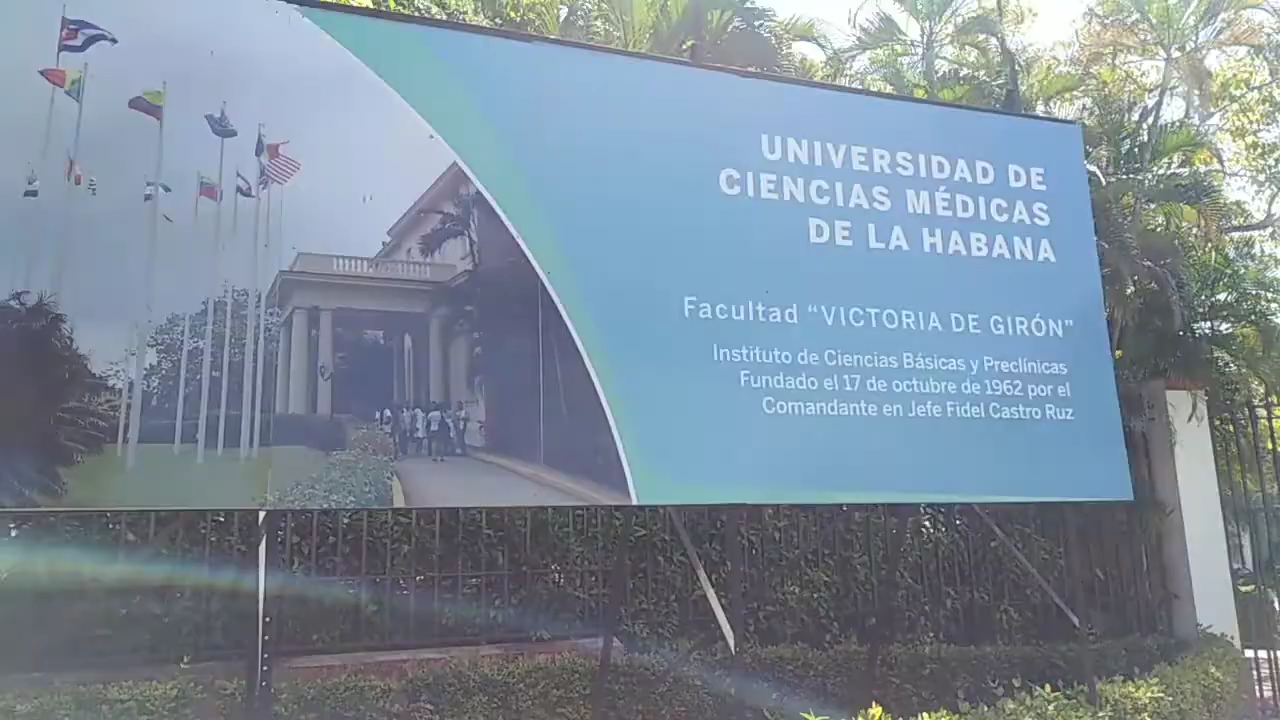 UNIVERSIDAD DE
CIENCIAS MÉDICAS
DE LA HABANA
Facultad “VICTORIA DE GIRÓN”
Instituto de Ciencias Básicas y Preclínicas
Fundado el 17 de octubre de 1962 por el
Comandante en Jefe Fidel Castro Ruz